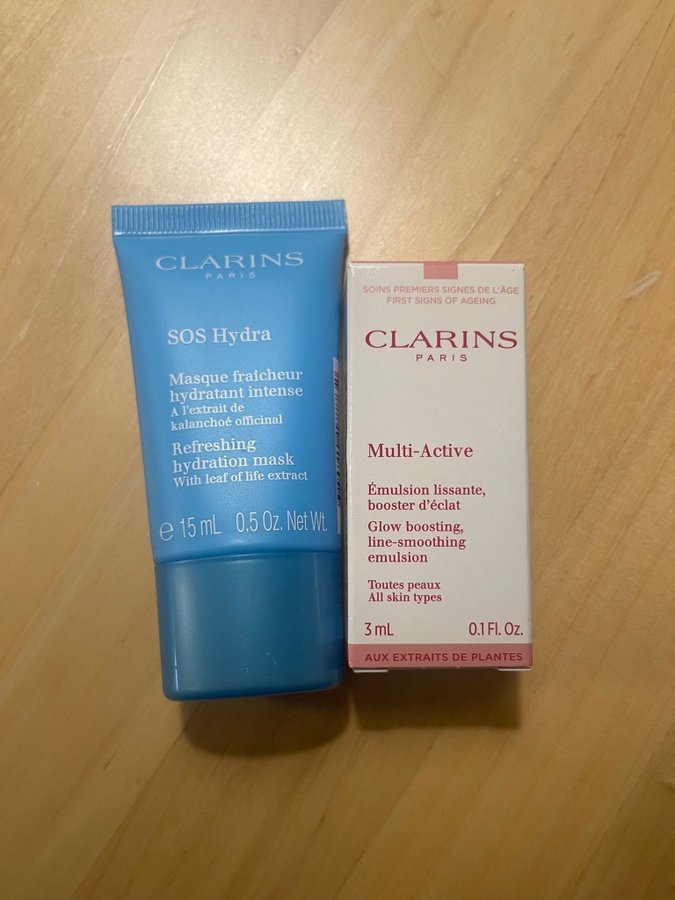 CLARINS
PARIS
SOS Hydra
Masque fraîcheur
hydratant intense
A l'extrait de
kalanchoé officinal
Refreshing
hydration mask
With leaf of life extract
e 15 mL 0.5 Oz. Net Wt.
SOINS PREMIERS SIGNES DE L'ÂGE
FIRST SIGNS OF AGEING
CLARINS
PARIS
Multi-Active
Émulsion lissante,
booster d'éclat
Glow boosting,
line-smoothing
emulsion
Toutes peaux
All skin types
3 mL 0.1 Fl. Oz.
AUX EXTRAITS DE PLANTES